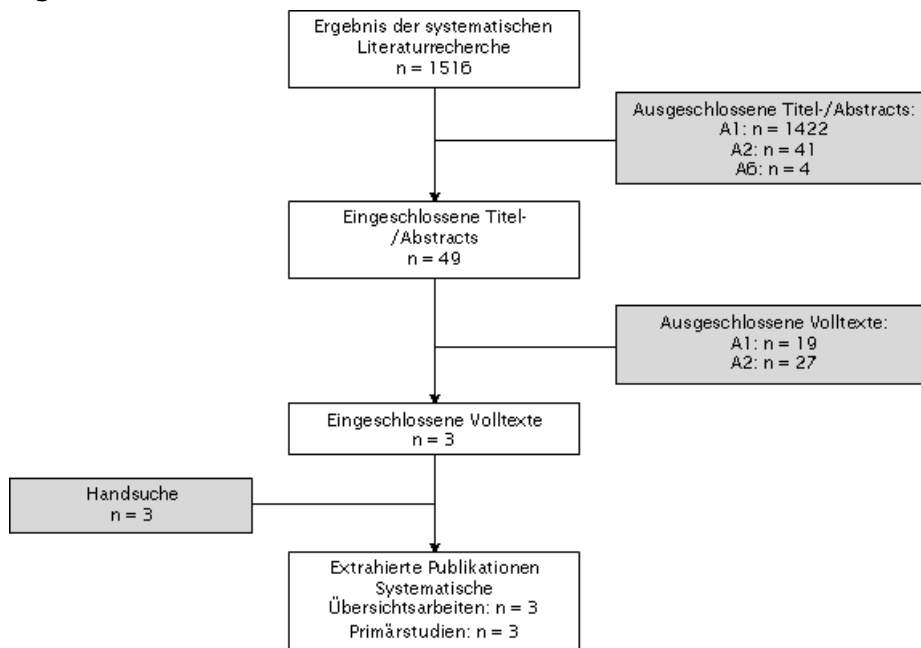 Ergebnis der systematischen
Literaturrecherche
n = 1516
Ausgeschlossene Titel-/Abstracts:
A1: n = 1422
A2: n = 41
A6: n = 4
Eingeschlossene Titel-
/Abstracts
n = 49
Ausgeschlossene Volltexte:
A1: n = 19
A2: n = 27
Eingeschlossene Volltexte
n = 3
Handsuche
n = 3
Extrahierte Publikationen
Systematische
Übersichtsarbeiten: n = 3
Primärstudien: n = 3